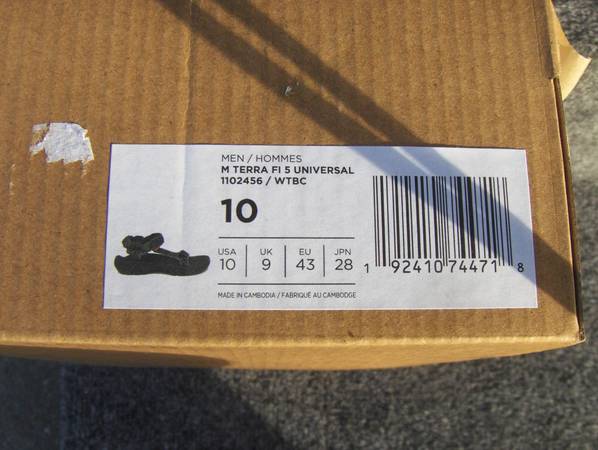 MEN / HOMMES
M TERRA FI 5 UNIVERSAL
1102456 / WTBC
10
USA UK EU JPN
10 9 43 28
MADE IN CAMBODIA / FABRIQUÉ AU CAMBODGE
1 92410 74471 8